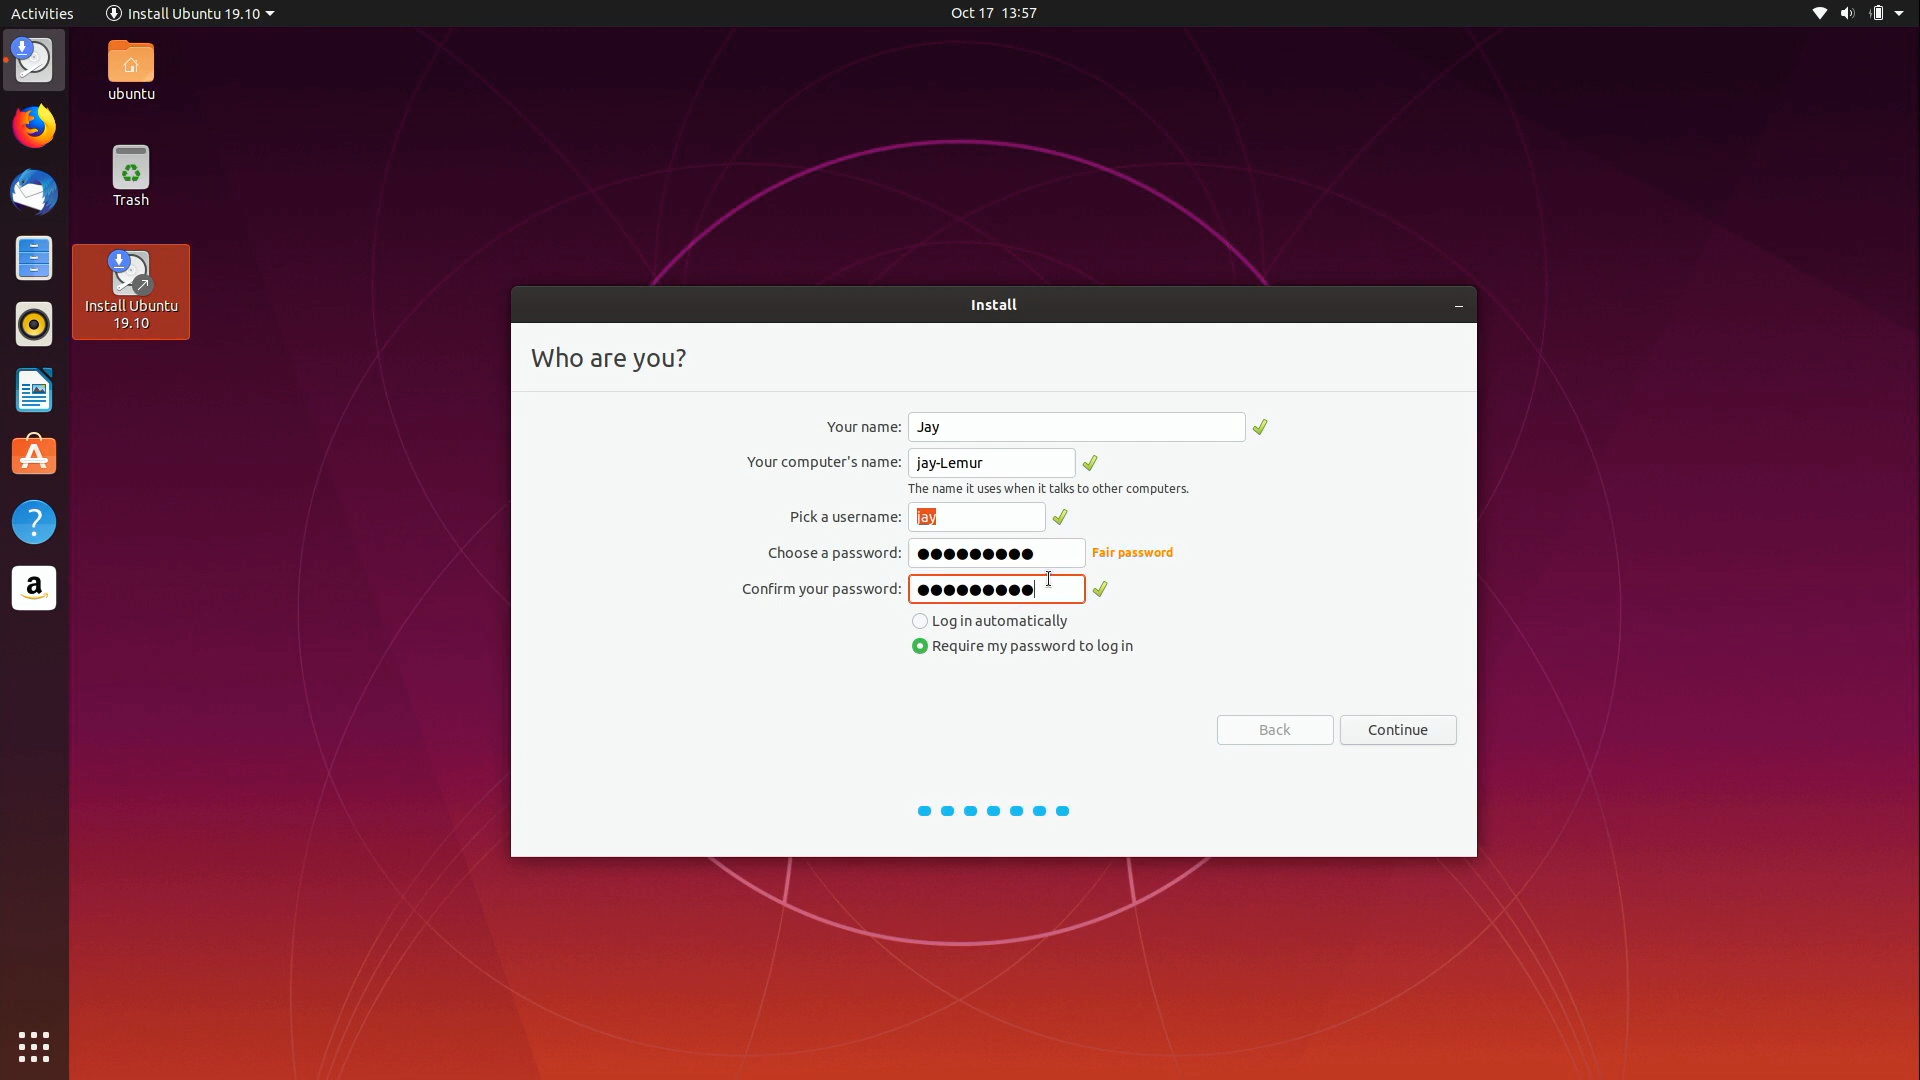 Activities
Install Ubuntu 19.10
Oct 17 13:57
ubuntu
Trash
Install Ubuntu
19.10
Install
Who are you?
Your name: Jay
Your computer's name: jay-Lemur
The name it uses when it talks to other computers.
Pick a username: jay
Choose a password: ●●●●●●●●● Fair password
Confirm your password: ●●●●●●●●●
Log in automatically
Require my password to log in
Back
Continue